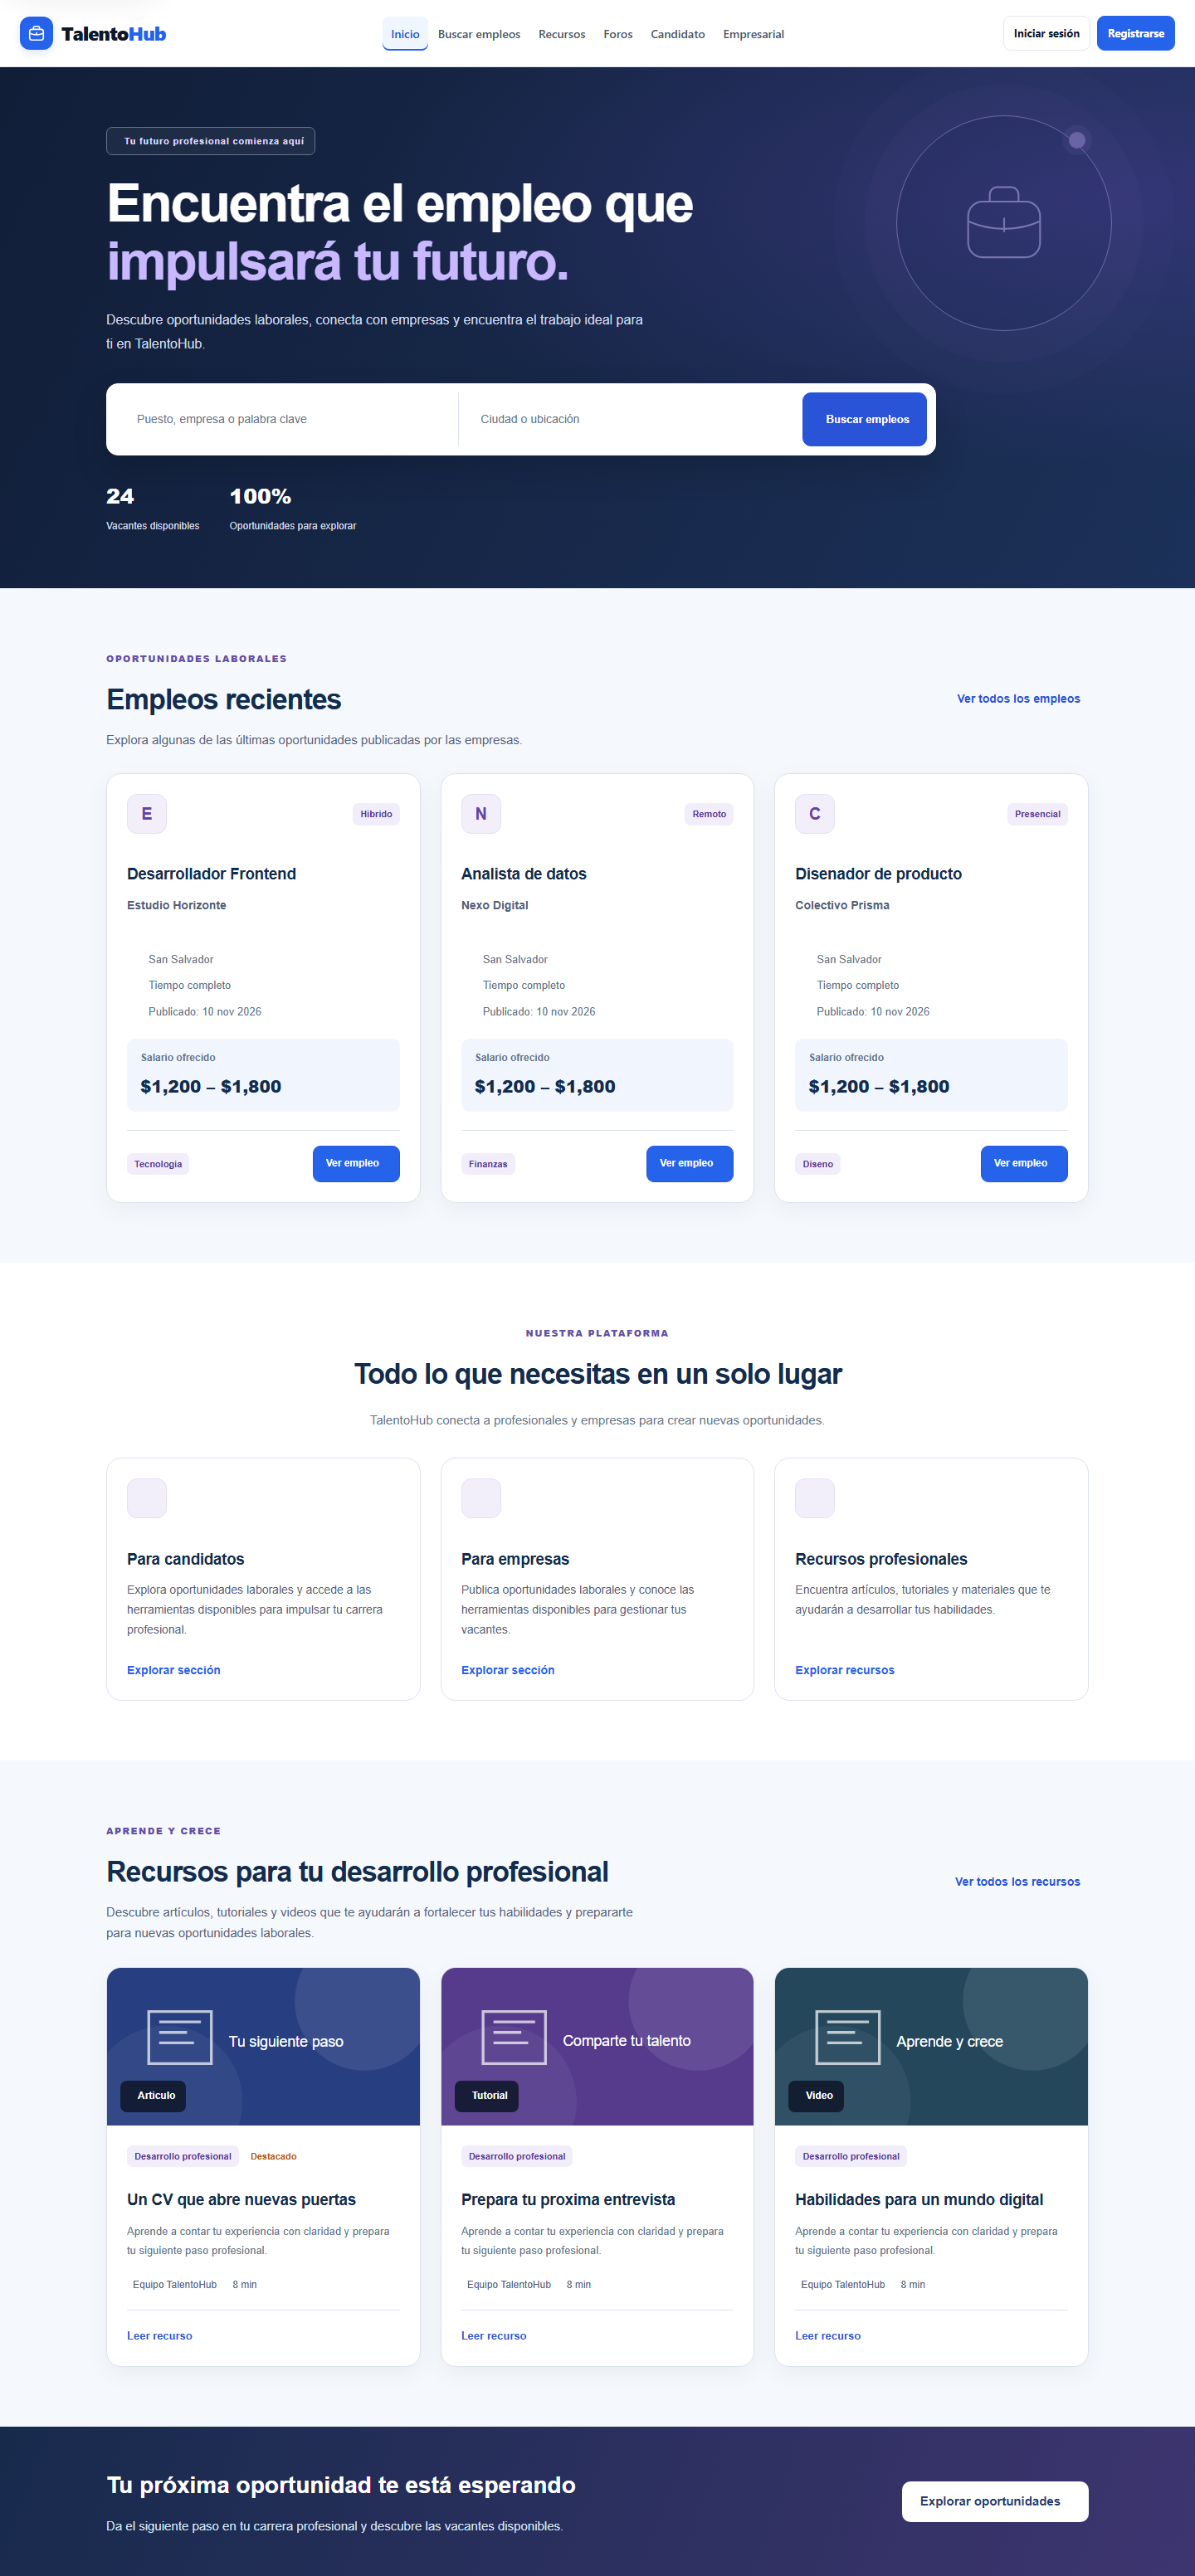 TalentoHub
Inicio
Buscar empleos
Recursos
Foros
Candidato
Empresarial
Iniciar sesión
Registrarse
Tu futuro profesional comienza aquí
Encuentra el empleo que
impulsará tu futuro.
Descubre oportunidades laborales, conecta con empresas y encuentra el trabajo ideal para
ti en TalentoHub.
Puesto, empresa o palabra clave
Ciudad o ubicación
Buscar empleos
24
Vacantes disponibles
100%
Oportunidades para explorar
OPORTUNIDADES LABORALES
Empleos recientes
Ver todos los empleos
Explora algunas de las últimas oportunidades publicadas por las empresas.
E
Hibrido
Desarrollador Frontend
Estudio Horizonte
San Salvador
Tiempo completo
Publicado: 10 nov 2026
Salario ofrecido
$1,200 – $1,800
Tecnologia
Ver empleo
N
Remoto
Analista de datos
Nexo Digital
San Salvador
Tiempo completo
Publicado: 10 nov 2026
Salario ofrecido
$1,200 – $1,800
Finanzas
Ver empleo
C
Presencial
Disenador de producto
Colectivo Prisma
San Salvador
Tiempo completo
Publicado: 10 nov 2026
Salario ofrecido
$1,200 – $1,800
Diseno
Ver empleo
NUESTRA PLATAFORMA
Todo lo que necesitas en un solo lugar
TalentoHub conecta a profesionales y empresas para crear nuevas oportunidades.
Para candidatos
Explora oportunidades laborales y accede a las
herramientas disponibles para impulsar tu carrera
profesional.
Explorar sección
Para empresas
Publica oportunidades laborales y conoce las
herramientas disponibles para gestionar tus
vacantes.
Explorar sección
Recursos profesionales
Encuentra artículos, tutoriales y materiales que te
ayudarán a desarrollar tus habilidades.
Explorar recursos
APRENDE Y CRECE
Recursos para tu desarrollo profesional
Ver todos los recursos
Descubre artículos, tutoriales y videos que te ayudarán a fortalecer tus habilidades y prepararte
para nuevas oportunidades laborales.
Tu siguiente paso
Articulo
Desarrollo profesional
Destacado
Un CV que abre nuevas puertas
Aprende a contar tu experiencia con claridad y prepara
tu siguiente paso profesional.
Equipo TalentoHub
8 min
Leer recurso
Comparte tu talento
Tutorial
Desarrollo profesional
Prepara tu proxima entrevista
Aprende a contar tu experiencia con claridad y prepara
tu siguiente paso profesional.
Equipo TalentoHub
8 min
Leer recurso
Aprende y crece
Video
Desarrollo profesional
Habilidades para un mundo digital
Aprende a contar tu experiencia con claridad y prepara
tu siguiente paso profesional.
Equipo TalentoHub
8 min
Leer recurso
Tu próxima oportunidad te está esperando
Da el siguiente paso en tu carrera profesional y descubre las vacantes disponibles.
Explorar oportunidades